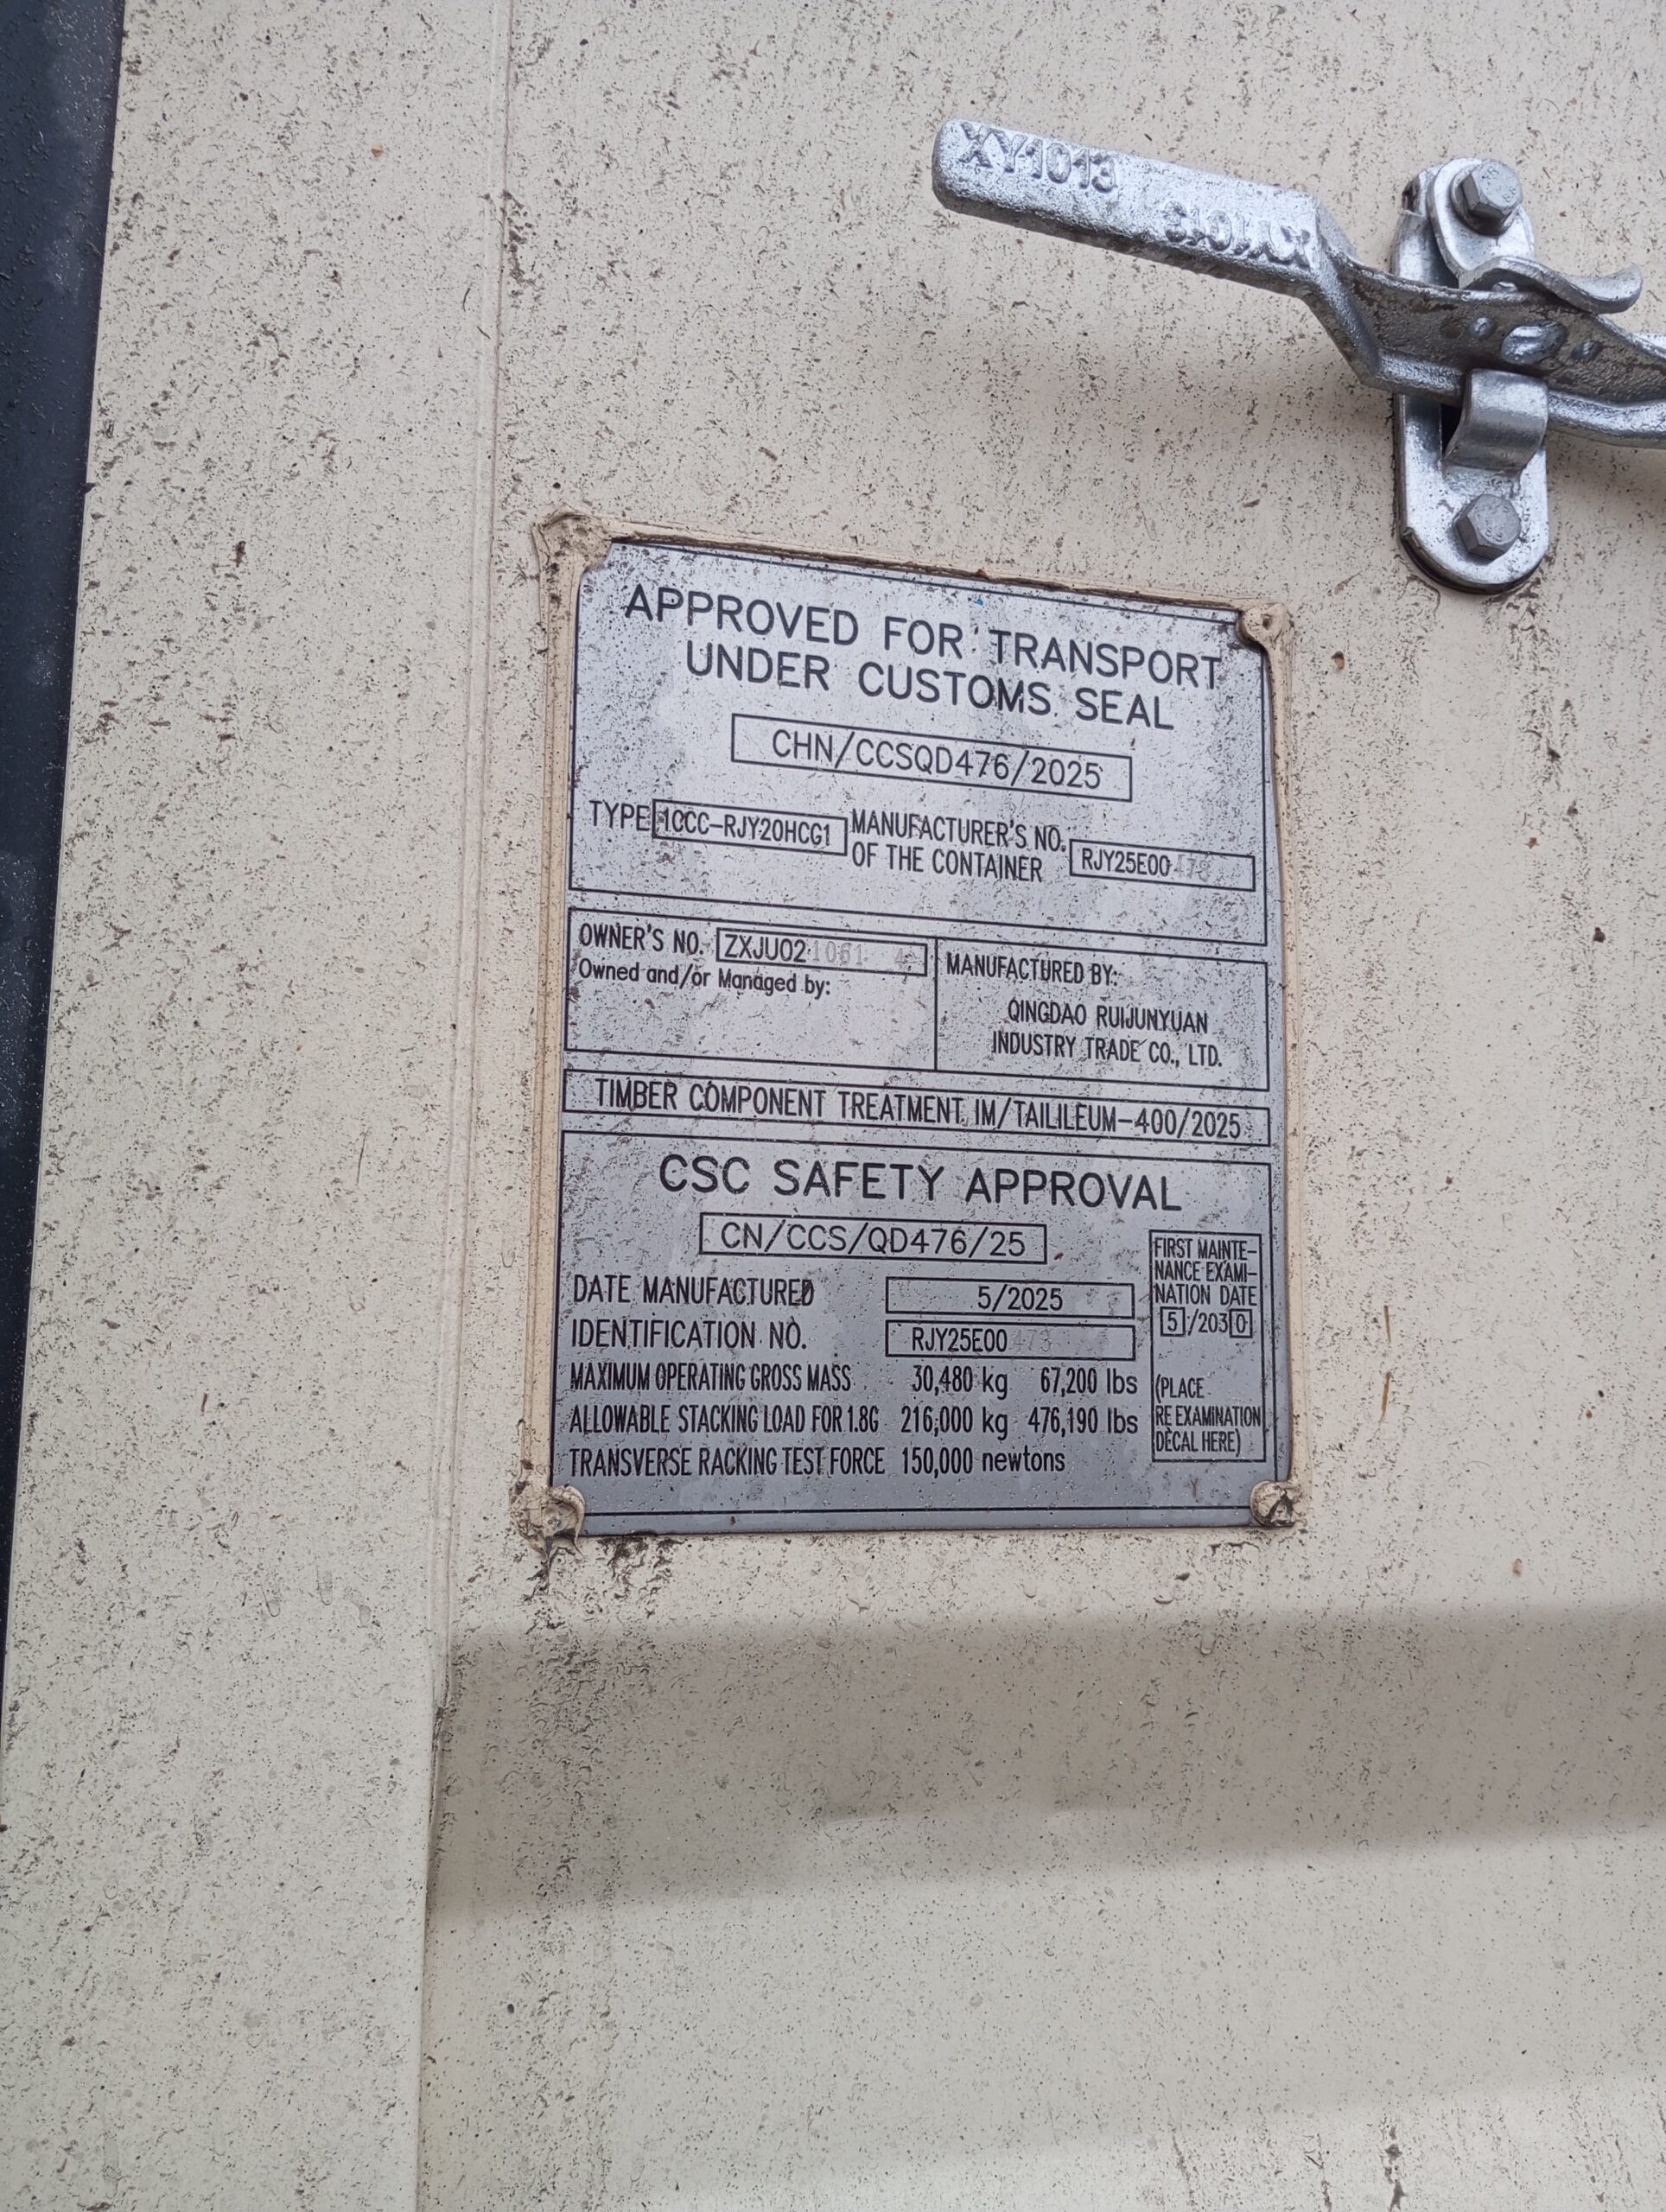 XY1013
XY1013
APPROVED FOR TRANSPORT
UNDER CUSTOMS SEAL
CHN/CCSQD476/2025
TYPE 1CCC-RJY20HCG1 MANUFACTURER'S NO. OF THE CONTAINER RJY25E00473
OWNER'S NO. ZXJU021061 4
Owned and/or Managed by:
MANUFACTURED BY:
QINGDAO RUIJUNYUAN
INDUSTRY TRADE CO., LTD.
TIMBER COMPONENT TREATMENT IM/TAILILEUM-400/2025
CSC SAFETY APPROVAL
CN/CCS/QD476/25
DATE MANUFACTURED 5/2025
IDENTIFICATION NO. RJY25E00473
MAXIMUM OPERATING GROSS MASS 30,480 kg 67,200 lbs
ALLOWABLE STACKING LOAD FOR 1.8G 216,000 kg 476,190 lbs
TRANSVERSE RACKING TEST FORCE 150,000 newtons
FIRST MAINTE-
NANCE EXAMI-
NATION DATE
5/2030
(PLACE
RE EXAMINATION
DECAL HERE)